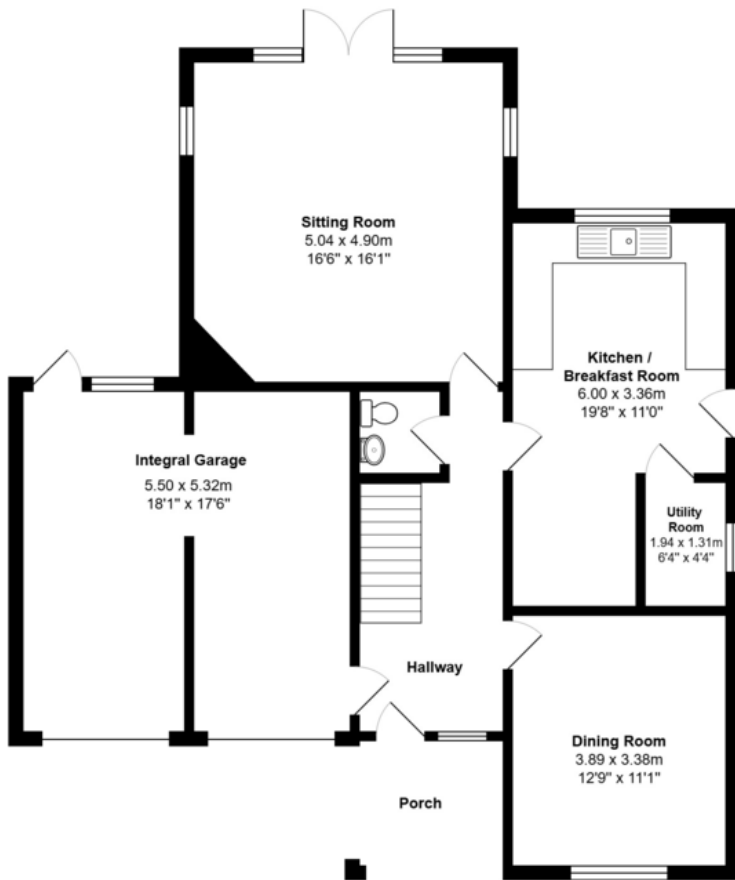 Sitting Room
5.04 x 4.90m
16'6" x 16'1"
Kitchen /
Breakfast Room
6.00 x 3.36m
19'8" x 11'0"
Integral Garage
5.50 x 5.32m
18'1" x 17'6"
Utility
Room
1.94 x 1.31m
6'4" x 4'4"
Hallway
Dining Room
3.89 x 3.38m
12'9" x 11'1"
Porch